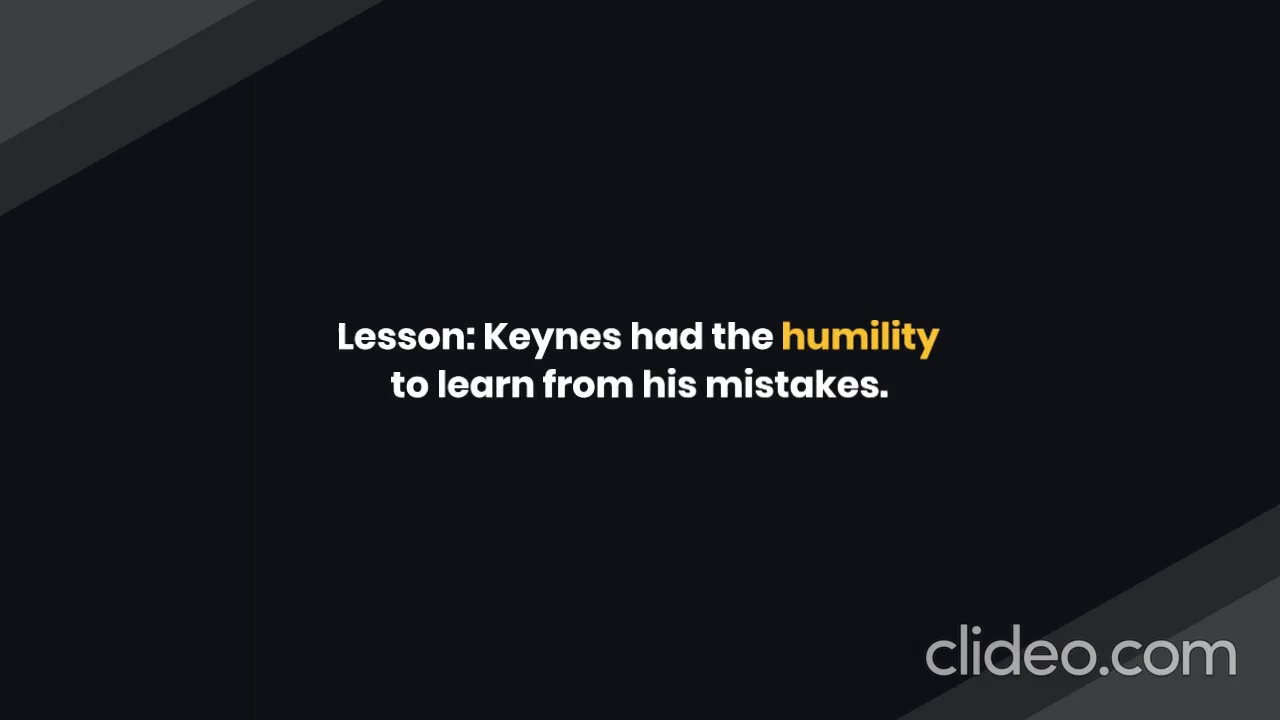 Lesson: Keynes had the humility
to learn from his mistakes.
clideo.com